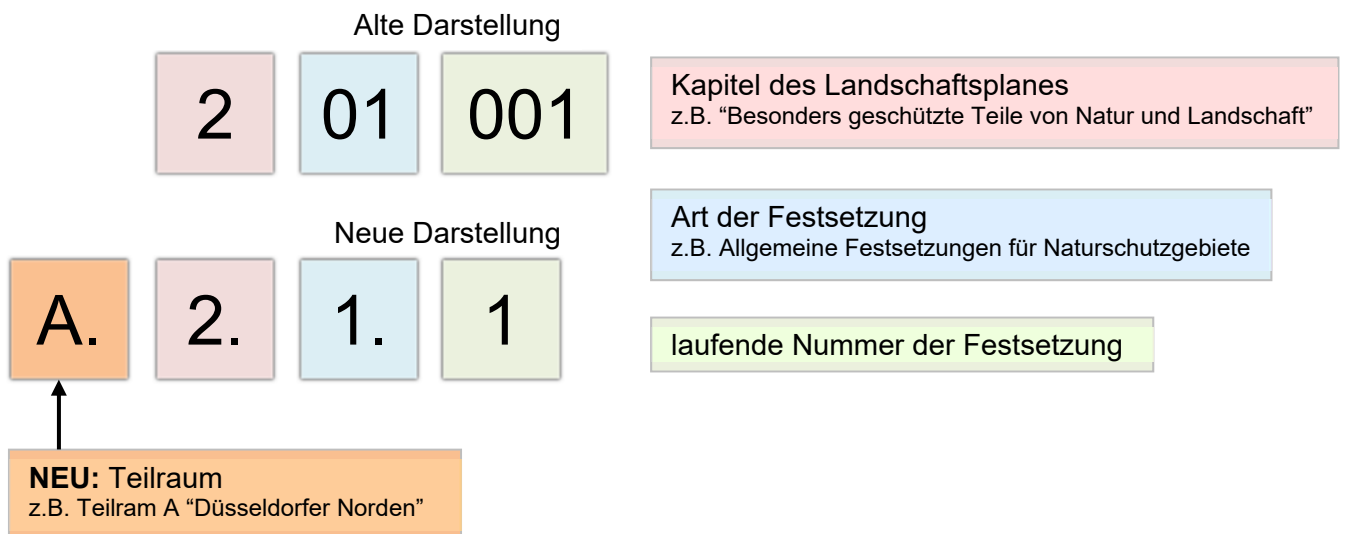 Alte Darstellung
2 01 001
Kapitel des Landschaftsplanes
z.B. “Besonders geschützte Teile von Natur und Landschaft”
Art der Festsetzung
z.B. Allgemeine Festsetzungen für Naturschutzgebiete
Neue Darstellung
A. 2. 1. 1
laufende Nummer der Festsetzung
NEU: Teilraum
z.B. Teilram A “Düsseldorfer Norden”